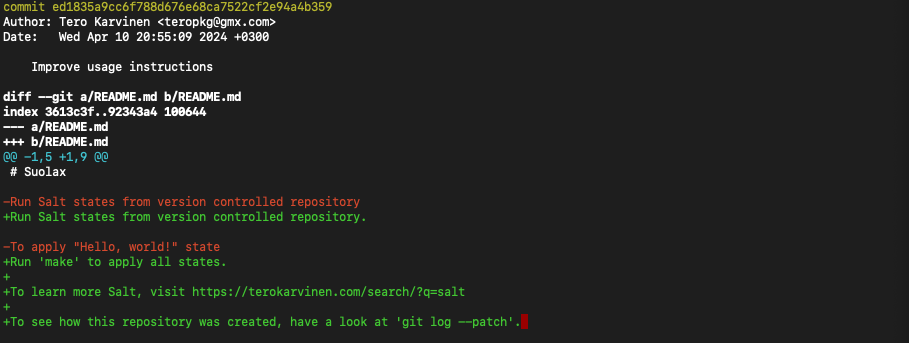 commit ed1835a9cc6f788d676e68ca7522cf2e94a4b359
Author: Tero Karvinen <teropkg@gmx.com>
Date:   Wed Apr 10 20:55:09 2024 +0300

    Improve usage instructions

diff --git a/README.md b/README.md
index 3613c3f..92343a4 100644
--- a/README.md
+++ b/README.md
@@ -1,5 +1,9 @@
 # Suolax

-Run Salt states from version controlled repository
+Run Salt states from version controlled repository.

-To apply "Hello, world!" state
+Run 'make' to apply all states.
+
+To learn more Salt, visit https://terokarvinen.com/search/?q=salt
+
+To see how this repository was created, have a look at 'git log --patch'.